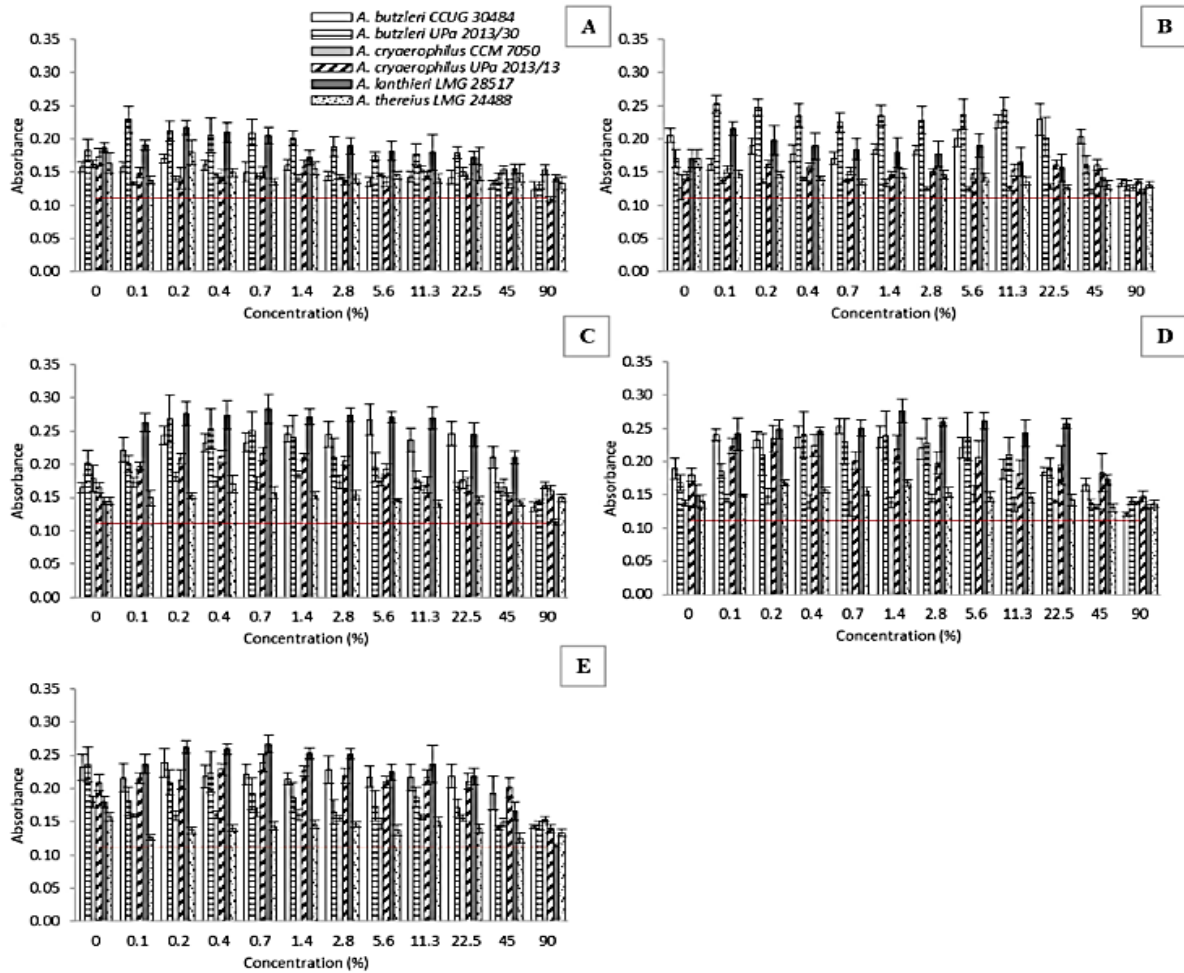 A
A. butzleri CCUG 30484
A. butzleri UPa 2013/30
A. cryaerophilus CCM 7050
A. cryaerophilus UPa 2013/13
A. lanthieri LMG 28517
A. thereius LMG 24488
0.35
0.30
0.25
0.20
0.15
0.10
0.05
0.00
Absorbance
0 0.1 0.2 0.4 0.7 1.4 2.8 5.6 11.3 22.5 45 90
Concentration (%)
B
0.35
0.30
0.25
0.20
0.15
0.10
0.05
0.00
Absorbance
0 0.1 0.2 0.4 0.7 1.4 2.8 5.6 11.3 22.5 45 90
Concentration (%)
C
0.35
0.30
0.25
0.20
0.15
0.10
0.05
0.00
Absorbance
0 0.1 0.2 0.4 0.7 1.4 2.8 5.6 11.3 22.5 45 90
Concentration (%)
D
0.35
0.30
0.25
0.20
0.15
0.10
0.05
0.00
Absorbance
0 0.1 0.2 0.4 0.7 1.4 2.8 5.6 11.3 22.5 45 90
Concentration (%)
E
0.35
0.30
0.25
0.20
0.15
0.10
0.05
0.00
Absorbance
0 0.1 0.2 0.4 0.7 1.4 2.8 5.6 11.3 22.5 45 90
Concentration (%)